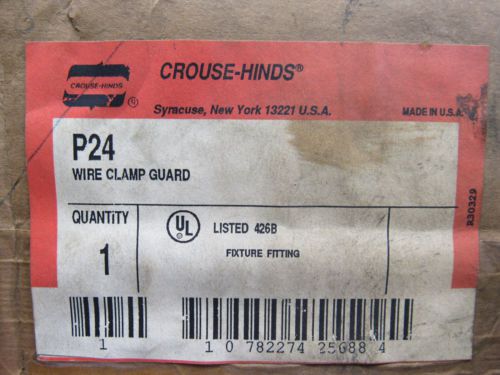 CROUSE-HINDS
CROUSE-HINDS®
Syracuse, New York 13221 U.S.A.
MADE IN U.S.A.
P24
WIRE CLAMP GUARD
R30329
QUANTITY
1
UL
LISTED 426B
FIXTURE FITTING
1
1 0 782274 25688 4